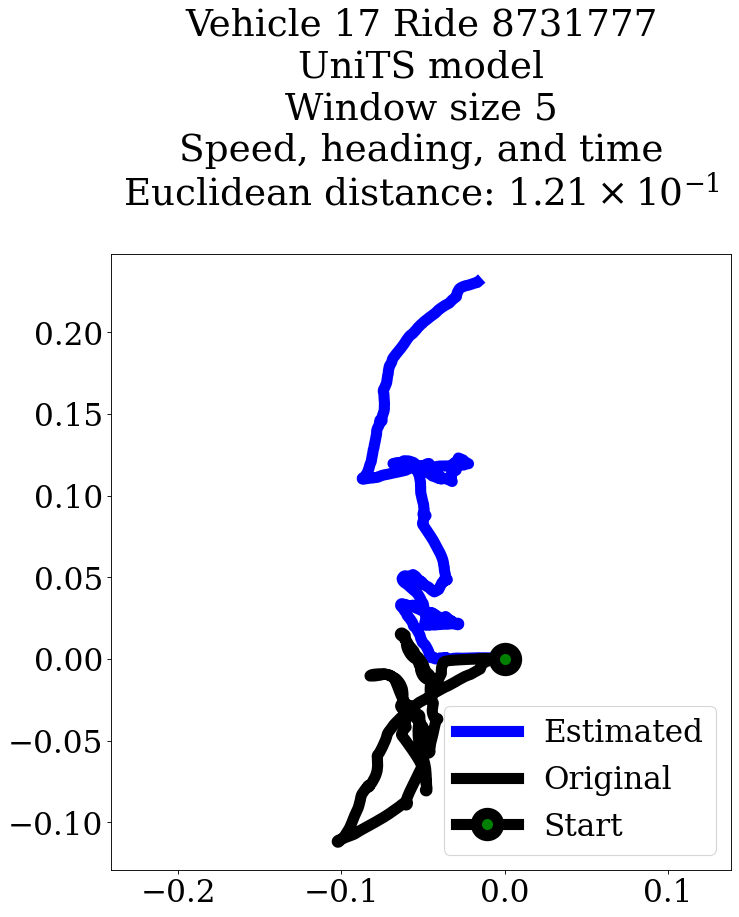 Vehicle 17 Ride 8731777
UniTS model
Window size 5
Speed, heading, and time
Euclidean distance: $1.21 \times 10^{-1}$
0.20
0.15
0.10
0.05
0.00
−0.05
−0.10
Estimated
Original
Start
−0.2
−0.1
0.0
0.1